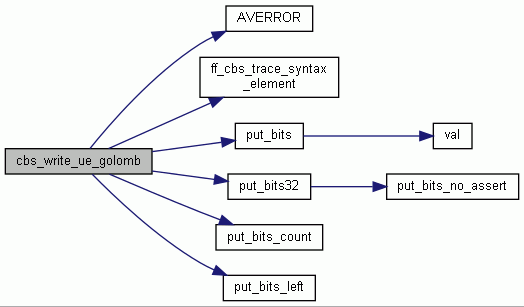 AVERROR
ff_cbs_trace_syntax
_element
cbs_write_ue_golomb
put_bits
val
put_bits32
put_bits_no_assert
put_bits_count
put_bits_left